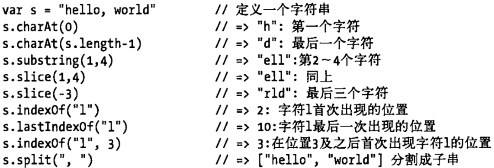 var s = "hello, world" // 定义一个字符串
s.charAt(0) // => "h": 第一个字符
s.charAt(s.length-1) // => "d": 最后一个字符
s.substring(1,4) // => "ell":第2～4个字符
s.slice(1,4) // => "ell": 同上
s.slice(-3) // => "rld": 最后三个字符
s.indexOf("l") // => 2: 字符l首次出现的位置
s.lastIndexOf("l") // => 10:字符l最后一次出现的位置
s.indexOf("l", 3) // => 3:在位置3及之后首次出现字符l的位置
s.split(", ") // => ["hello", "world"] 分割成子串